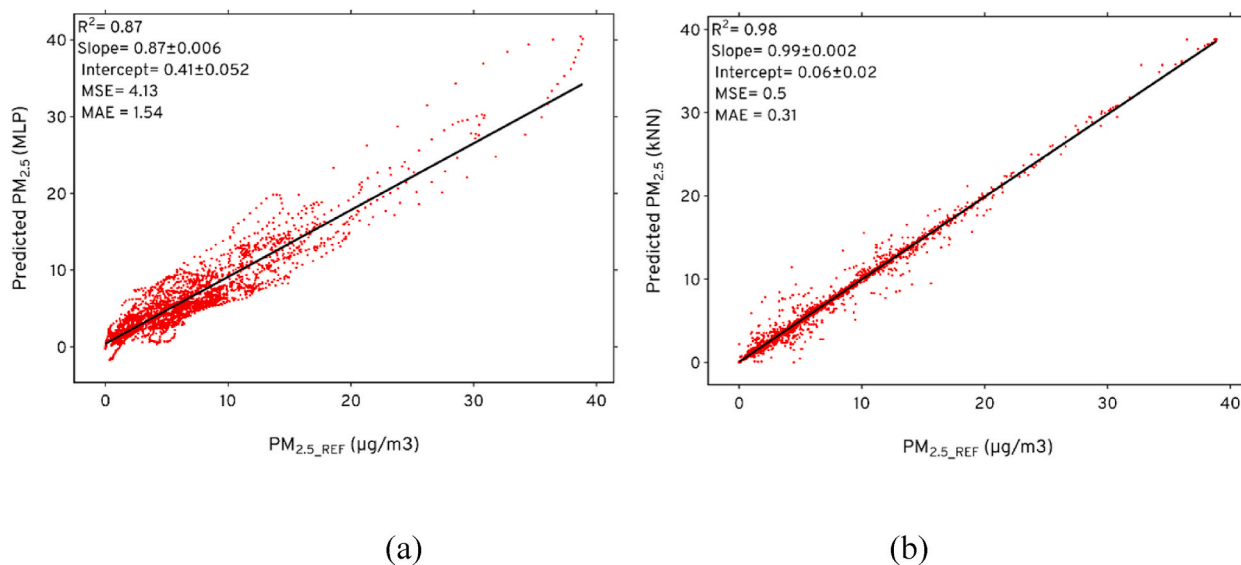 R²= 0.87
Slope= 0.87±0.006
Intercept= 0.41±0.052
MSE= 4.13
MAE = 1.54
40
30
20
10
0
Predicted PM₂.₅ (MLP)
0 10 20 30 40
PM₂.₅_REF (µg/m3)
(a)
R²= 0.98
Slope= 0.99±0.002
Intercept= 0.06±0.02
MSE= 0.5
MAE = 0.31
40
30
20
10
0
Predicted PM₂.₅ (kNN)
0 10 20 30 40
PM₂.₅_REF (µg/m3)
(b)